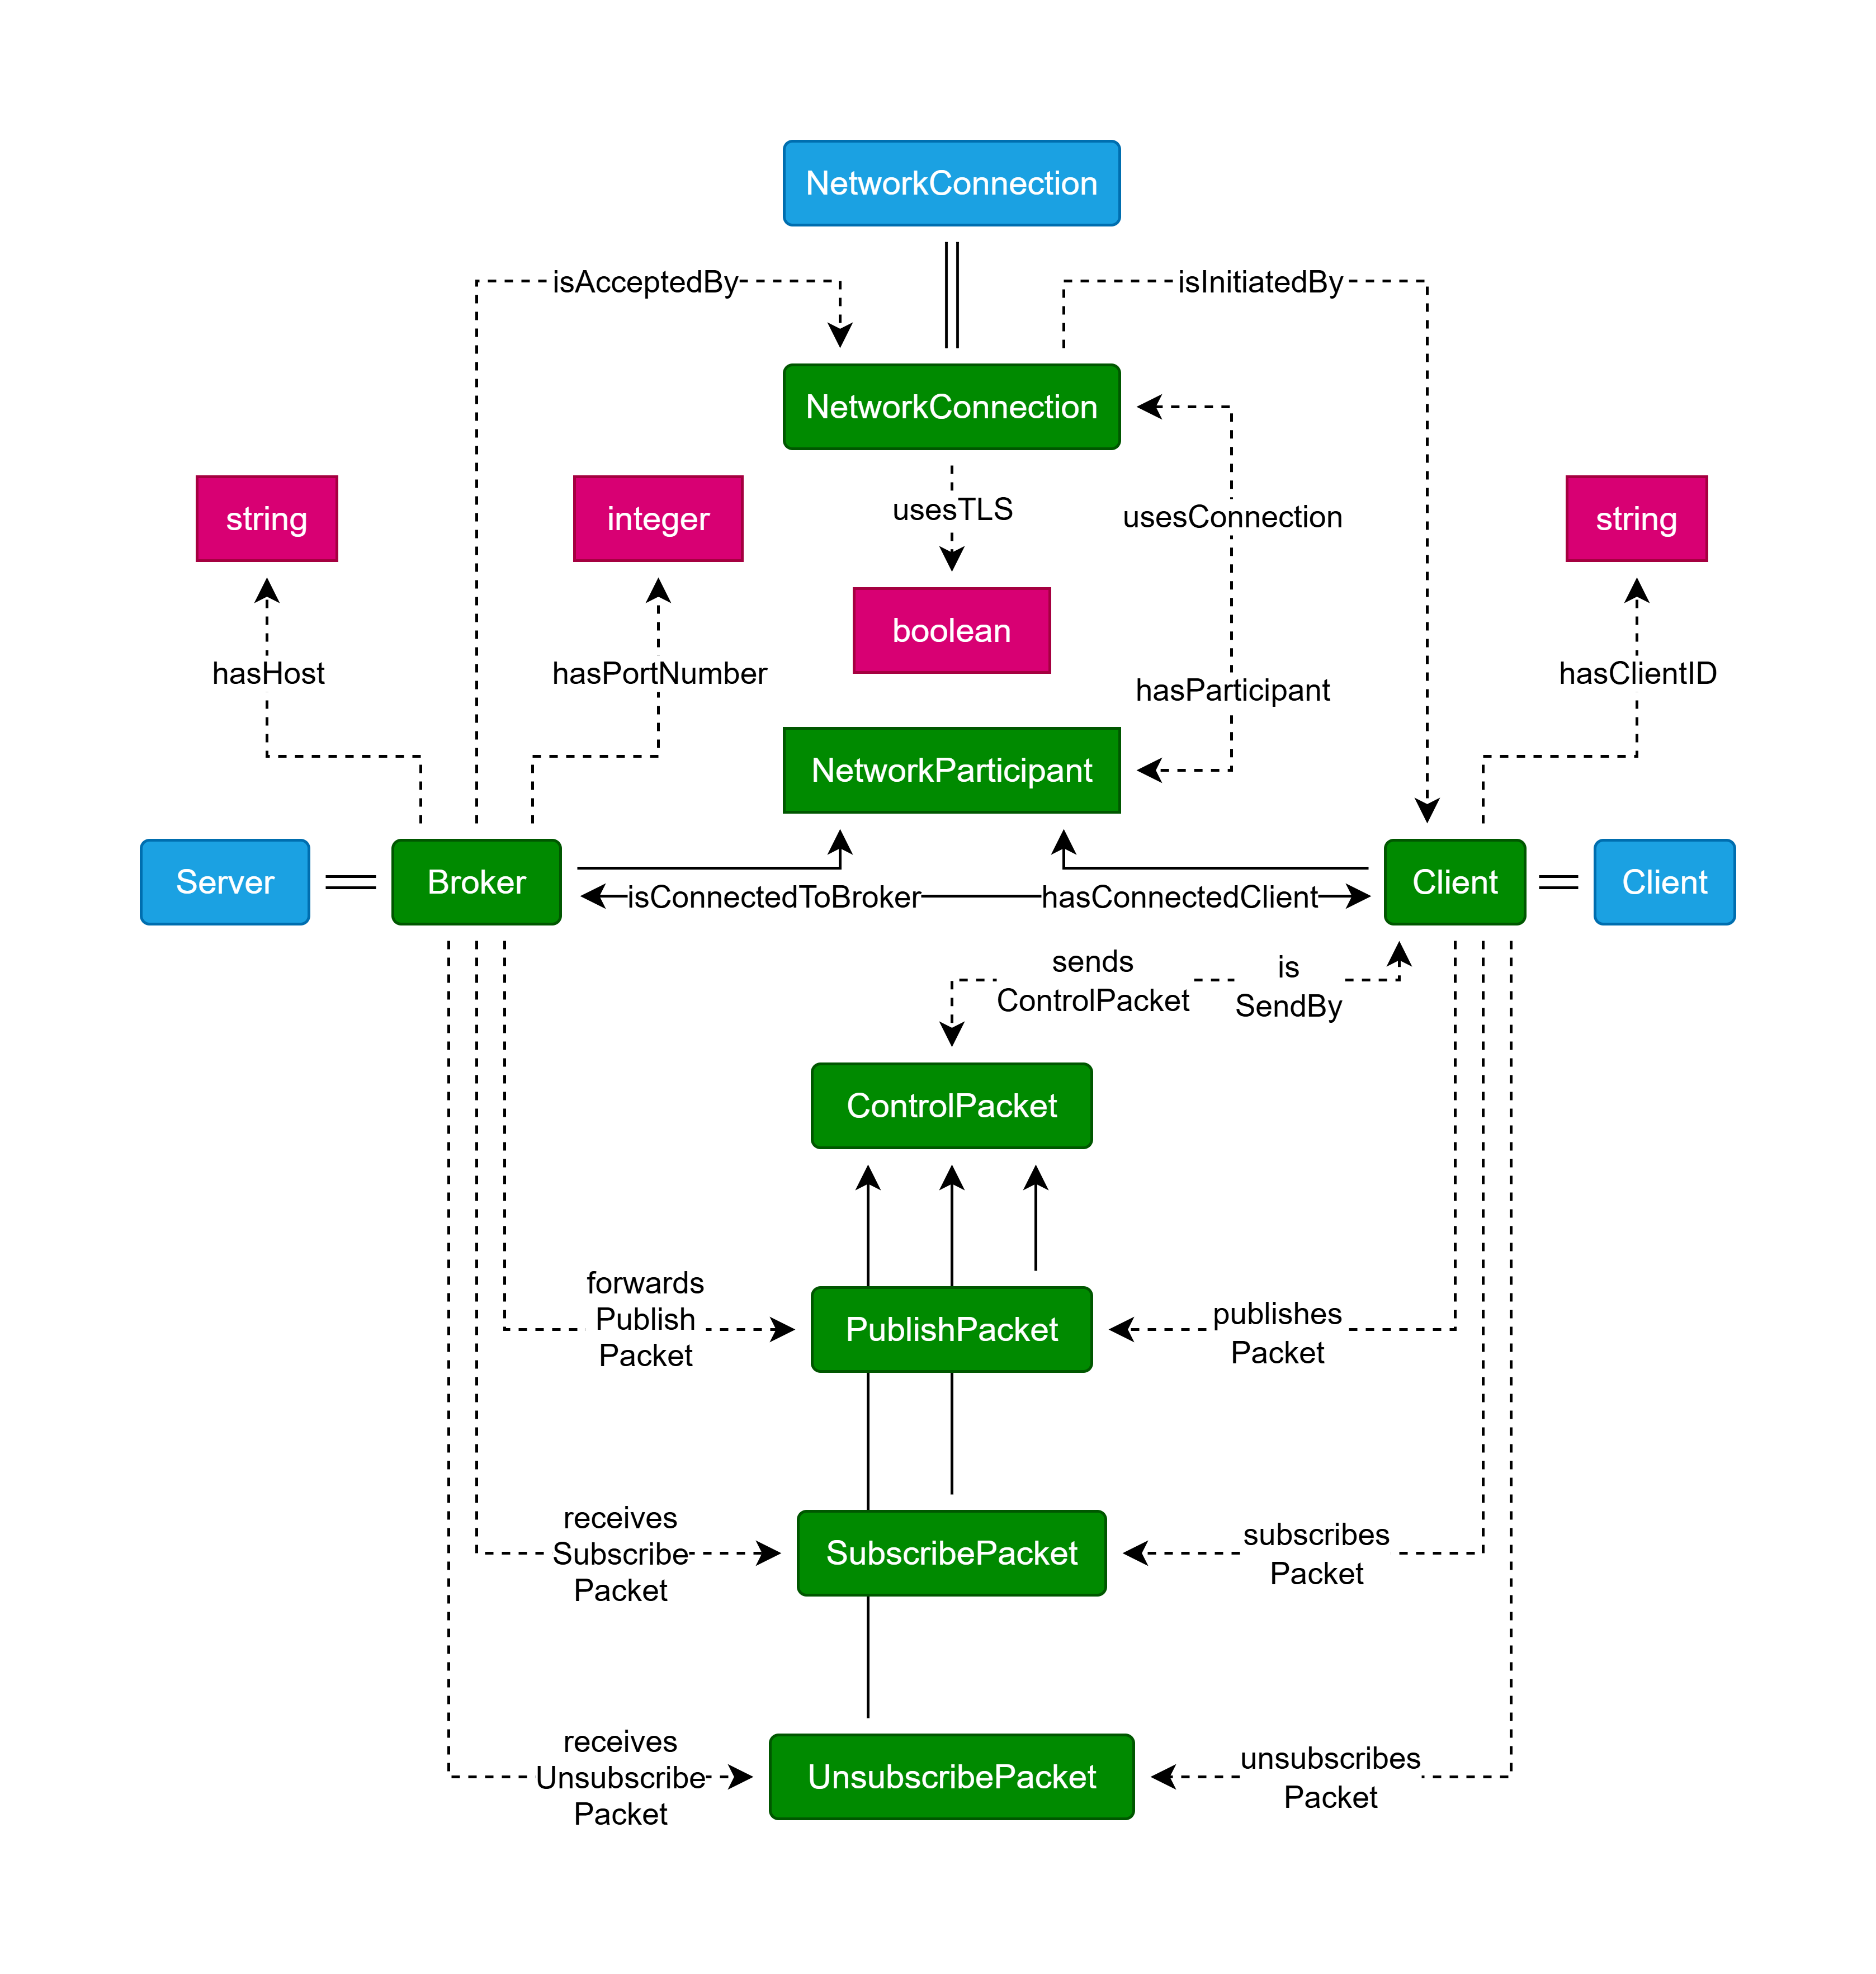 NetworkConnection
isAcceptedBy
isInitiatedBy
NetworkConnection
string
integer
usesTLS
usesConnection
string
boolean
hasHost
hasPortNumber
hasParticipant
hasClientID
NetworkParticipant
Server
Broker
isConnectedToBroker
hasConnectedClient
Client
Client
sends
ControlPacket
is
SendBy
ControlPacket
forwards
Publish
Packet
PublishPacket
publishes
Packet
receives
Subscribe
Packet
SubscribePacket
subscribes
Packet
receives
Unsubscribe
Packet
UnsubscribePacket
unsubscribes
Packet